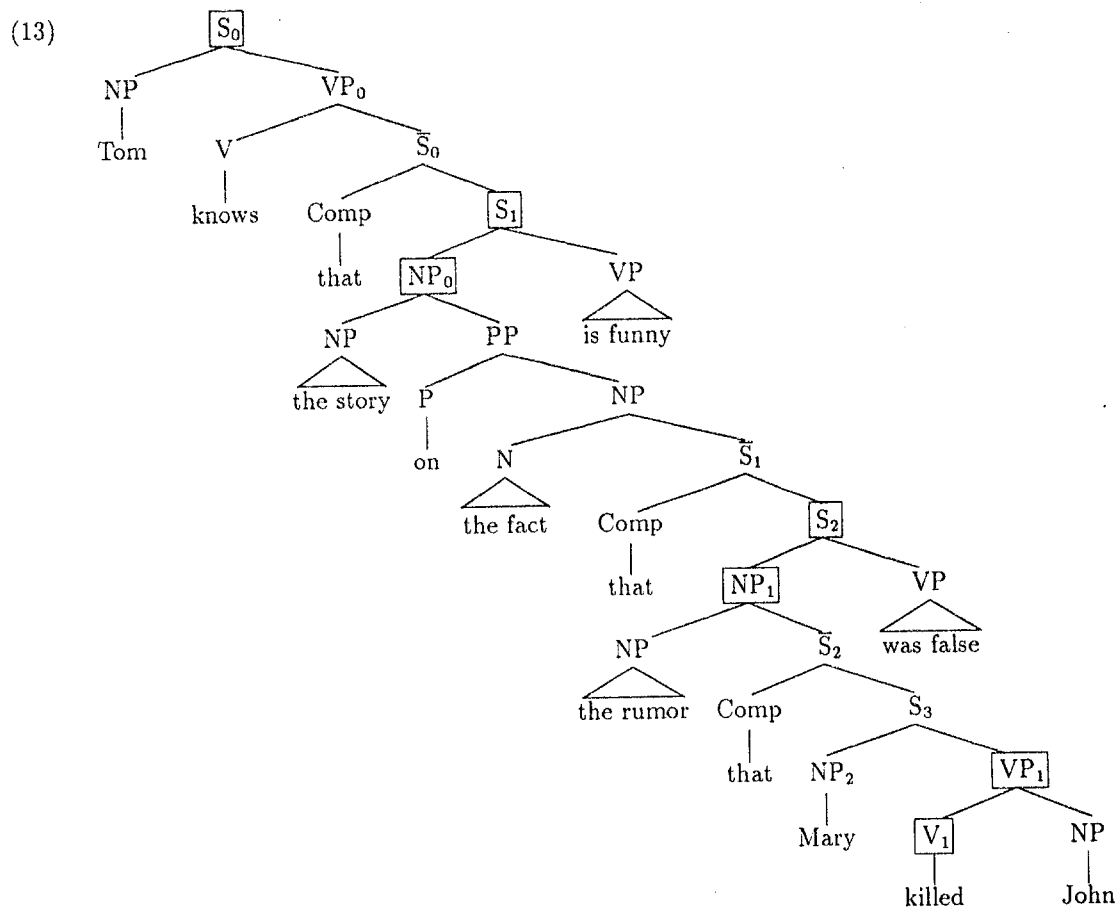 (13)
S₀
NP VP₀
Tom V S̄₀
knows Comp S₁
that NP₀ VP
NP PP is funny
the story P NP
on N S̄₁
the fact Comp S₂
that NP₁ VP
NP S̄₂ was false
the rumor Comp S₃
that NP₂ VP₁
Mary V₁ NP
killed John